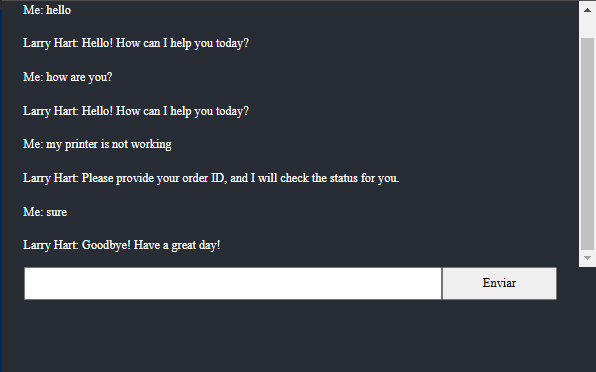 Me: hello
Larry Hart: Hello! How can I help you today?
Me: how are you?
Larry Hart: Hello! How can I help you today?
Me: my printer is not working
Larry Hart: Please provide your order ID, and I will check the status for you.
Me: sure
Larry Hart: Goodbye! Have a great day!
Enviar